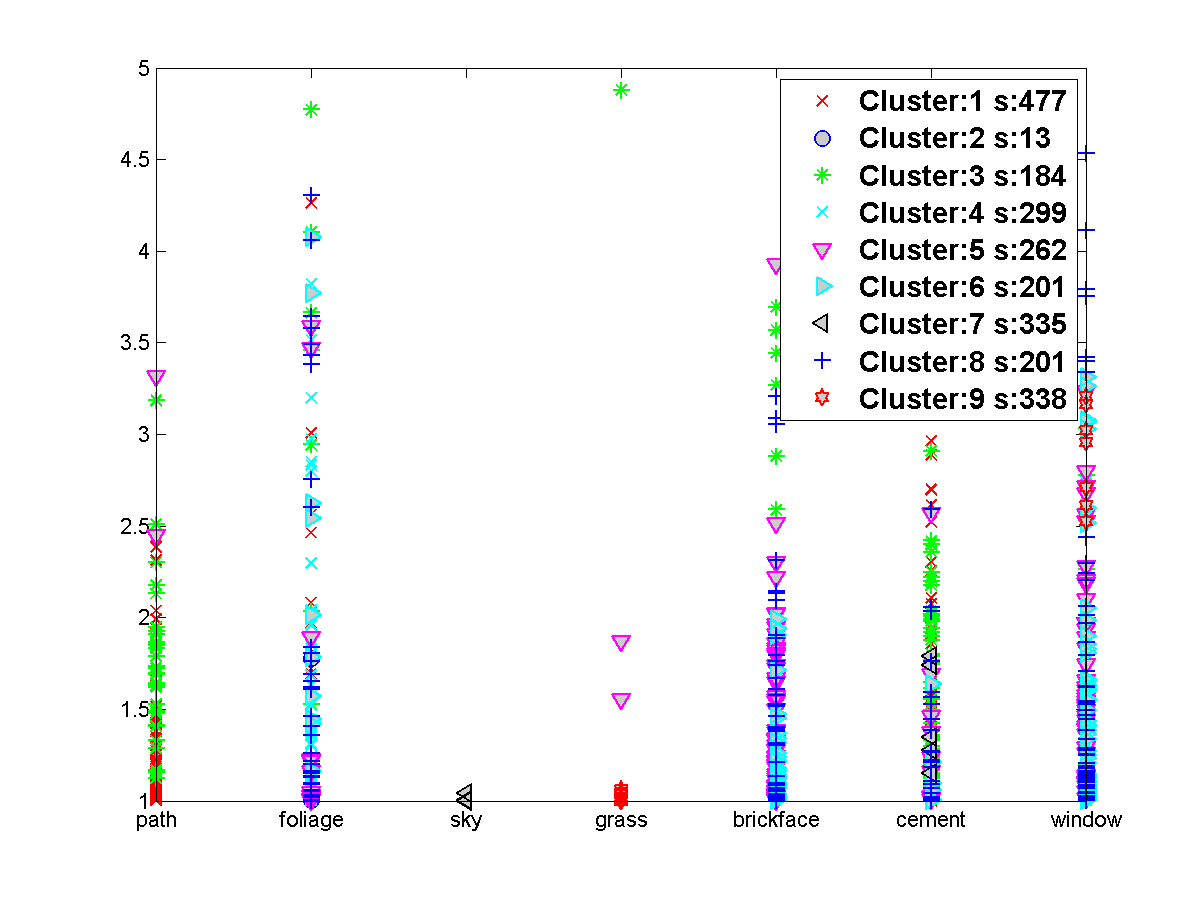 5
4.5
4
3.5
3
2.5
2
1.5
1
path foliage sky grass brickface cement window
Cluster:1 s:477
Cluster:2 s:13
Cluster:3 s:184
Cluster:4 s:299
Cluster:5 s:262
Cluster:6 s:201
Cluster:7 s:335
Cluster:8 s:201
Cluster:9 s:338